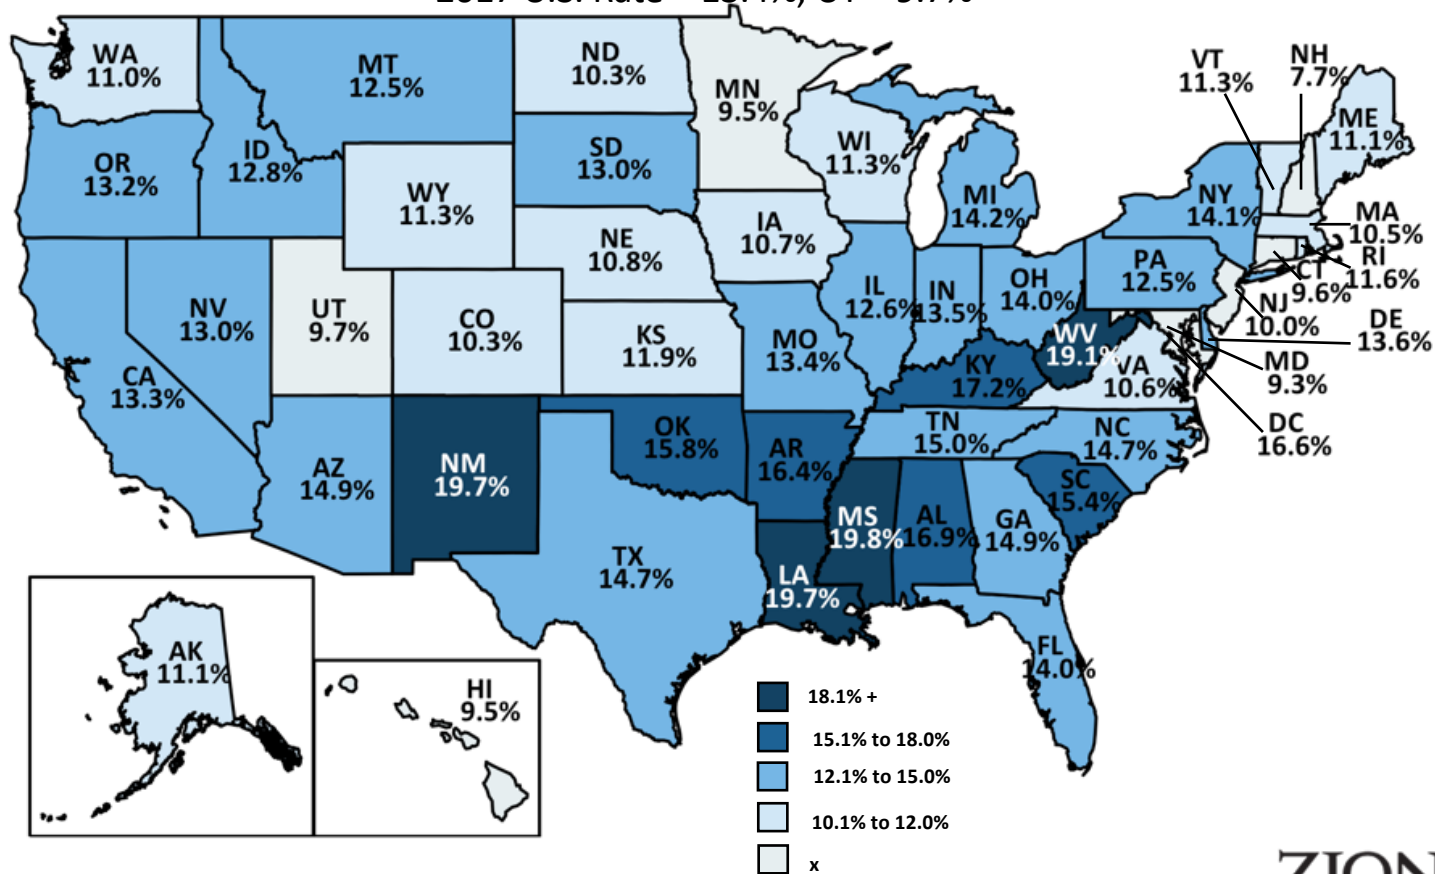 2017 U.S. Rate 13.4%, UT 9.7%
WA
11.0%
MT
12.5%
ND
10.3%
MN
9.5%
VT
11.3%
NH
7.7%
ME
11.1%
OR
13.2%
ID
12.8%
WY
11.3%
SD
13.0%
WI
11.3%
MI
14.2%
NY
14.1%
MA
10.5%
RI
11.6%
CT
9.6%
NV
13.0%
UT
9.7%
CO
10.3%
NE
10.8%
IA
10.7%
IL
12.6%
IN
13.5%
OH
14.0%
PA
12.5%
NJ
10.0%
DE
13.6%
MD
9.3%
DC
16.6%
CA
13.3%
KS
11.9%
MO
13.4%
KY
17.2%
WV
19.1%
VA
10.6%
AZ
14.9%
NM
19.7%
OK
15.8%
AR
16.4%
TN
15.0%
NC
14.7%
SC
15.4%
TX
14.7%
LA
19.7%
MS
19.8%
AL
16.9%
GA
14.9%
FL
14.0%
AK
11.1%
HI
9.5%
18.1% +
15.1% to 18.0%
12.1% to 15.0%
10.1% to 12.0%
x
ZION